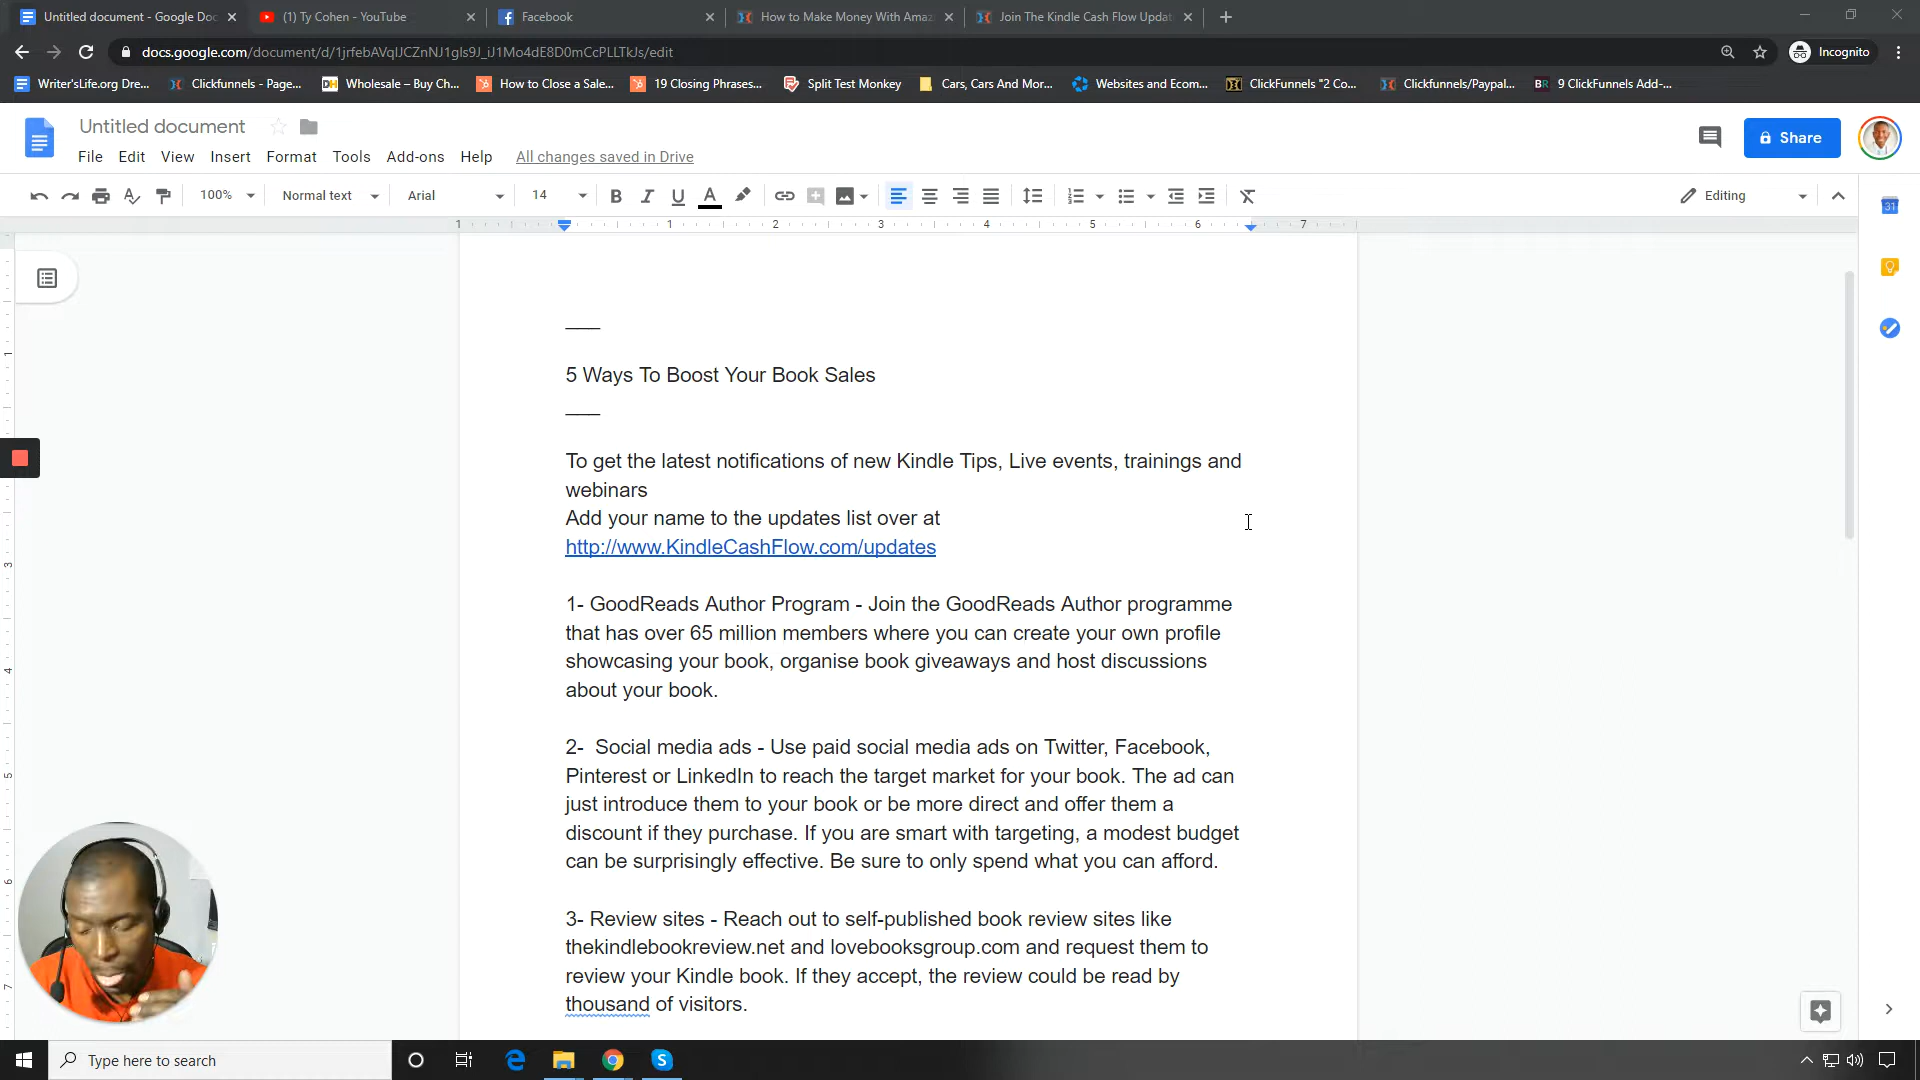 Untitled document - Google Doc
(1) Ty Cohen - YouTube
Facebook
How to Make Money With Amaz
Join The Kindle Cash Flow Updat
docs.google.com/document/d/1jrfebAVqIJCZnNJ1gIs9J_iJ1Mo4dE8D0mCcPLLTkJs/edit
Incognito
Writer'sLife.org Dre...
Clickfunnels - Page...
Wholesale – Buy Ch...
How to Close a Sale...
19 Closing Phrases...
Split Test Monkey
Cars, Cars And Mor...
Websites and Ecom...
ClickFunnels "2 Co...
Clickfunnels/Paypal...
BR 9 ClickFunnels Add-...
Untitled document
Share
File Edit View Insert Format Tools Add-ons Help All changes saved in Drive
100% Normal text Arial 14 B I U A Editing
1 1 2 3 4 5 6 7
31
___
5 Ways To Boost Your Book Sales
___
To get the latest notifications of new Kindle Tips, Live events, trainings and
webinars
Add your name to the updates list over at
http://www.KindleCashFlow.com/updates
1- GoodReads Author Program - Join the GoodReads Author programme
that has over 65 million members where you can create your own profile
showcasing your book, organise book giveaways and host discussions
about your book.
2-  Social media ads - Use paid social media ads on Twitter, Facebook,
Pinterest or LinkedIn to reach the target market for your book. The ad can
just introduce them to your book or be more direct and offer them a
discount if they purchase. If you are smart with targeting, a modest budget
can be surprisingly effective. Be sure to only spend what you can afford.
3- Review sites - Reach out to self-published book review sites like
thekindlebookreview.net and lovebooksgroup.com and request them to
review your Kindle book. If they accept, the review could be read by
thousand of visitors.
Type here to search